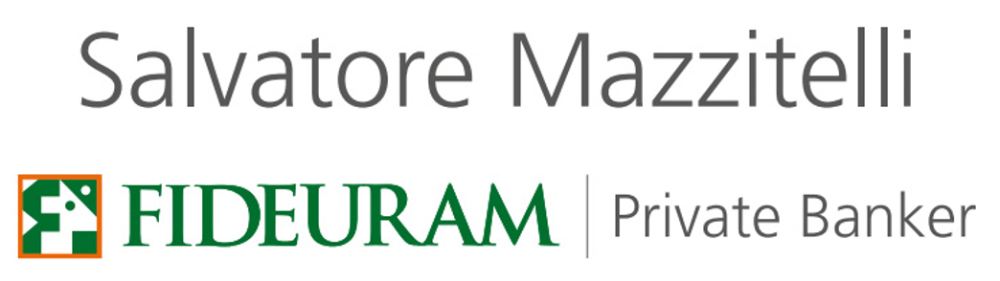 Salvatore Mazzitelli
FIDEURAM | Private Banker